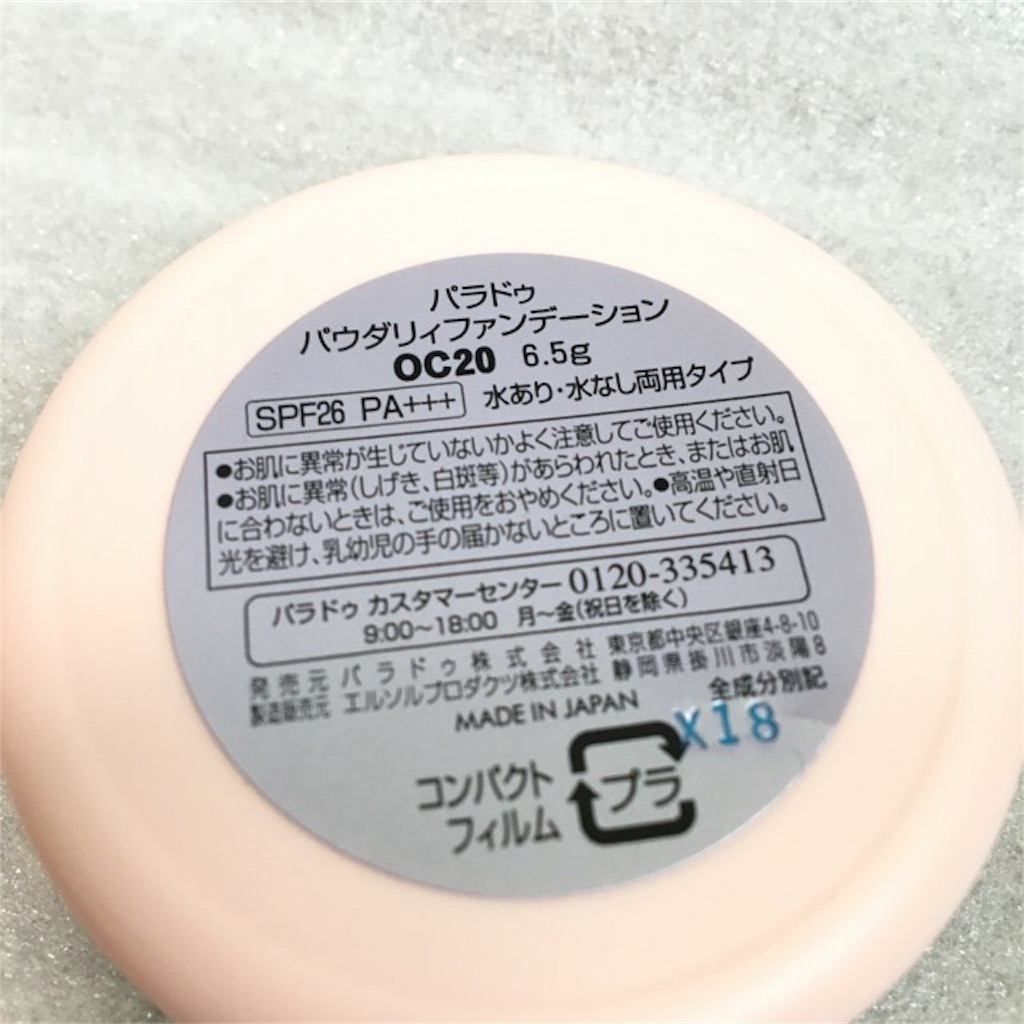 パラドゥ
パウダリィファンデーション
OC20 6.5g
SPF26 PA+++ 水あり・水なし両用タイプ
●お肌に異常が生じていないかよく注意してご使用ください。
●お肌に異常(しげき、白斑等)があらわれたとき、またはお肌
に合わないときは、ご使用をおやめください。●高温や直射日
光を避け、乳幼児の手の届かないところに置いてください。
パラドゥ カスタマーセンター 0120-335413
9:00〜18:00 月〜金(祝日を除く)
発売元 パラドゥ株式会社 東京都中央区銀座4-8-10
製造販売元 エルソルプロダクツ株式会社 静岡県掛川市淡陽8
MADE IN JAPAN 全成分別記
X18
コンパクト
フィルム
プラ